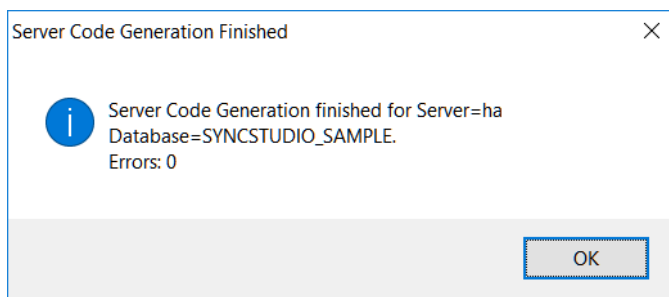 Server Code Generation Finished
Server Code Generation finished for Server=ha
Database=SYNCSTUDIO_SAMPLE.
Errors: 0
OK